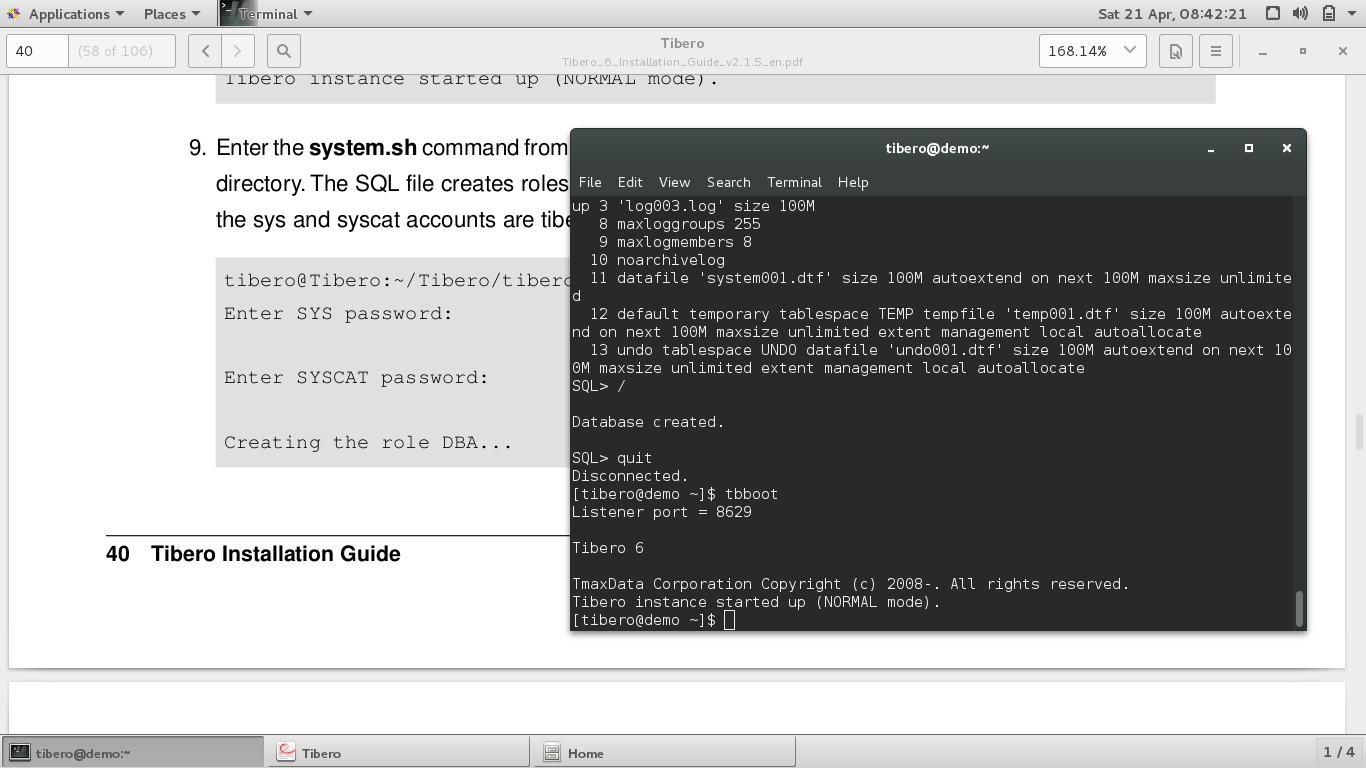 Applications Places Terminal Sat 21 Apr, 08:42:21
40 (58 of 106) Tibero 168.14%
Tibero_6_Installation_Guide_v2.1.5_en.pdf
Tibero instance started up (NORMAL mode).
9. Enter the system.sh command from
directory. The SQL file creates roles
the sys and syscat accounts are tibe
tibero@Tibero:~/Tibero/tibero
Enter SYS password:
Enter SYSCAT password:
Creating the role DBA...
40 Tibero Installation Guide
tibero@demo:~
File Edit View Search Terminal Help
up 3 'log003.log' size 100M
8 maxloggroups 255
9 maxlogmembers 8
10 noarchivelog
11 datafile 'system001.dtf' size 100M autoextend on next 100M maxsize unlimite
d
12 default temporary tablespace TEMP tempfile 'temp001.dtf' size 100M autoexte
nd on next 100M maxsize unlimited extent management local autoallocate
13 undo tablespace UNDO datafile 'undo001.dtf' size 100M autoextend on next 10
0M maxsize unlimited extent management local autoallocate
SQL> /
Database created.
SQL> quit
Disconnected.
[tibero@demo ~]$ tbboot
Listener port = 8629
Tibero 6
TmaxData Corporation Copyright (c) 2008-. All rights reserved.
Tibero instance started up (NORMAL mode).
[tibero@demo ~]$
tibero@demo:~ Tibero Home 1 / 4